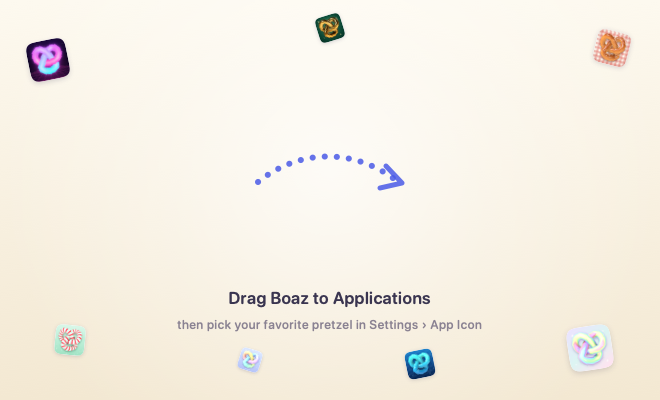 Drag Boaz to Applications
then pick your favorite pretzel in Settings › App Icon